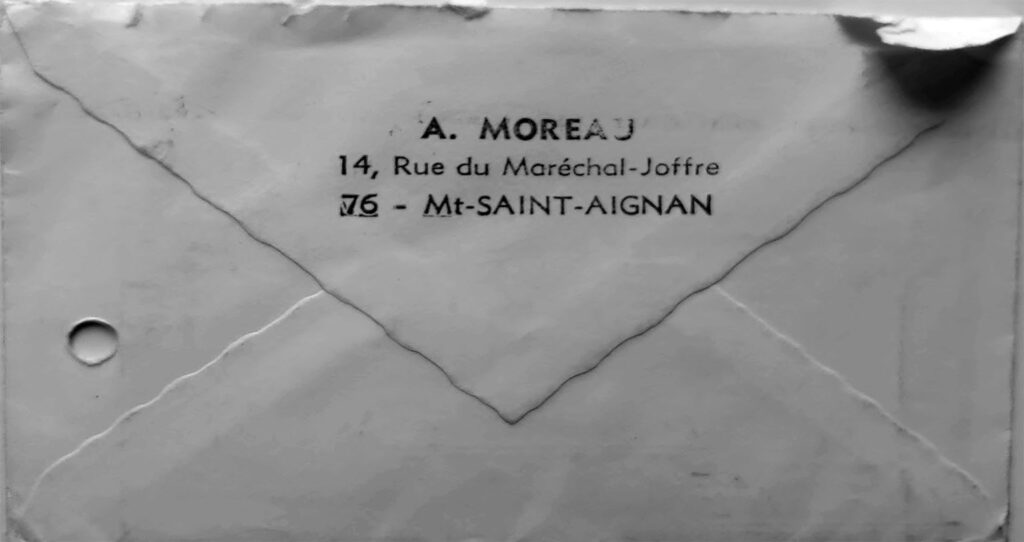 A. MOREAU
14, Rue du Maréchal-Joffre
76 - Mt-SAINT-AIGNAN